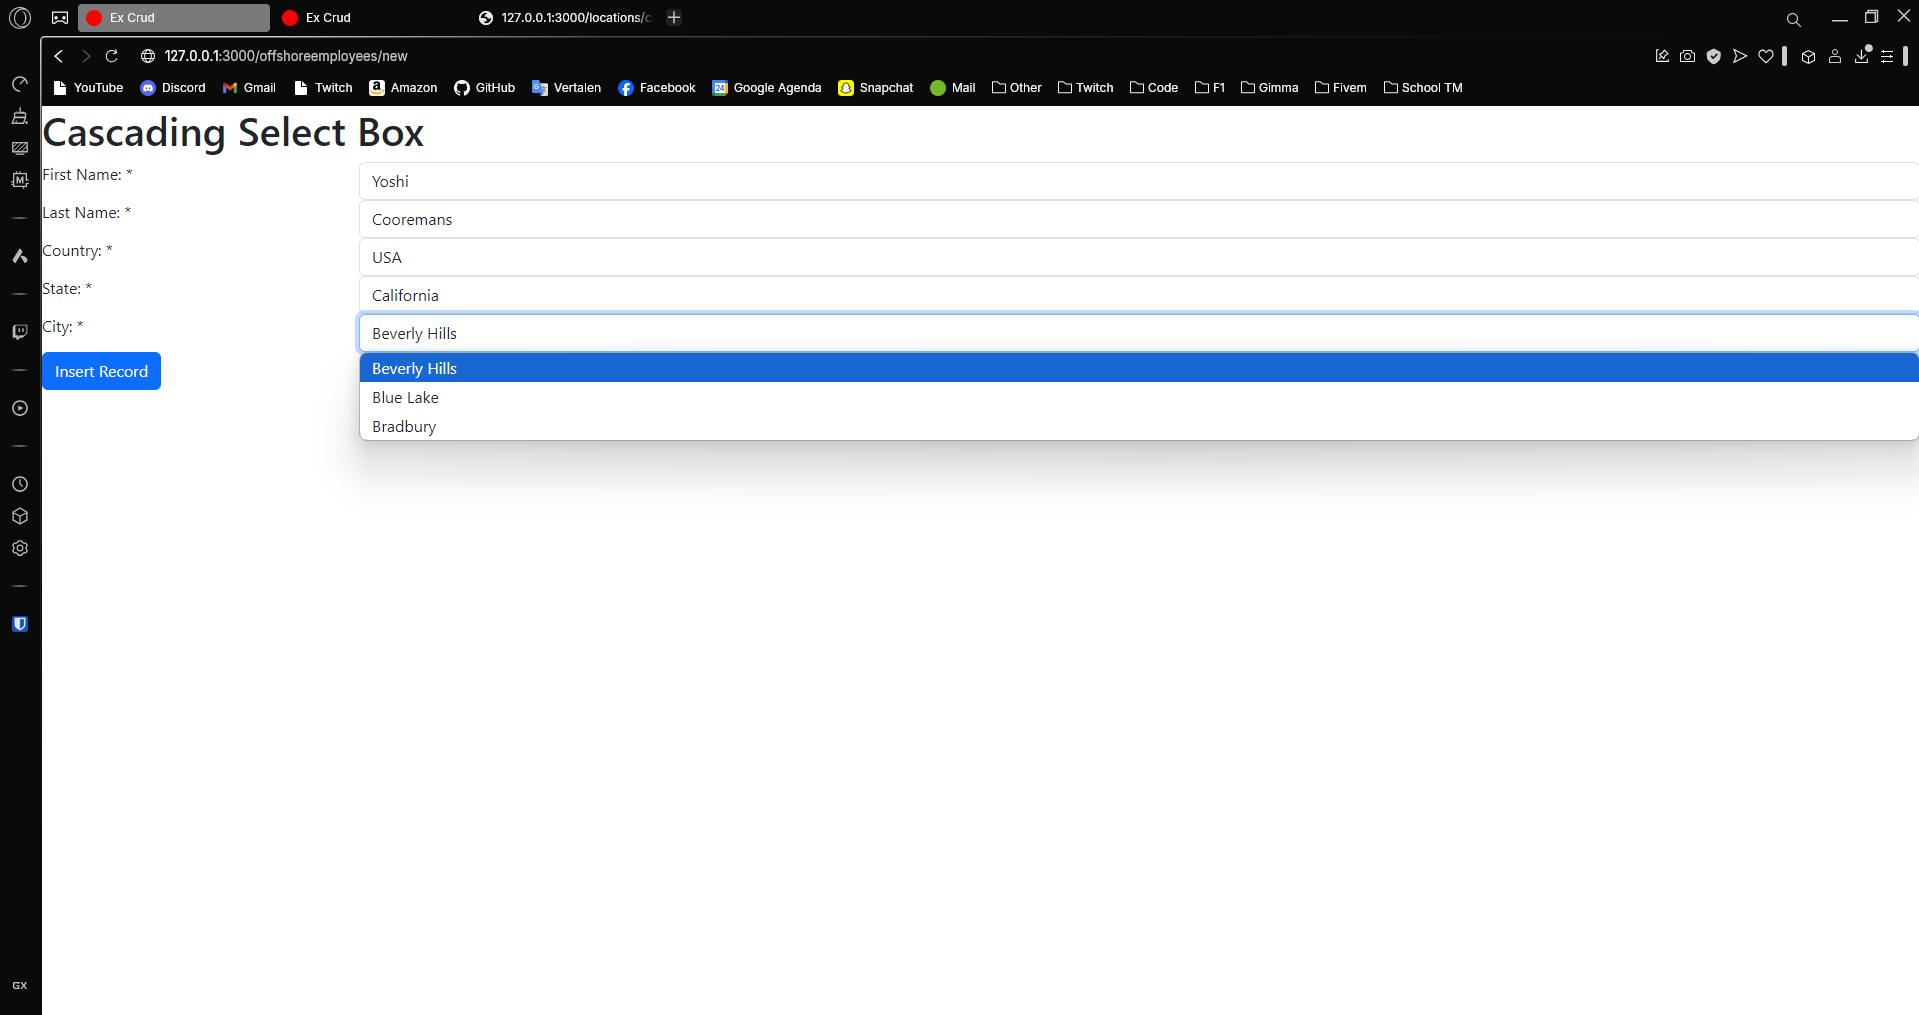 Ex Crud
Ex Crud
127.0.0.1:3000/locations/c
127.0.0.1:3000/offshoreemployees/new
YouTube
Discord
Gmail
Twitch
Amazon
GitHub
Vertalen
Facebook
24
Google Agenda
Snapchat
Mail
Other
Twitch
Code
F1
Gimma
Fivem
School TM
M
Cascading Select Box
First Name: *
Yoshi
Last Name: *
Cooremans
Country: *
USA
State: *
California
City: *
Beverly Hills
Insert Record
Beverly Hills
Blue Lake
Bradbury
GX